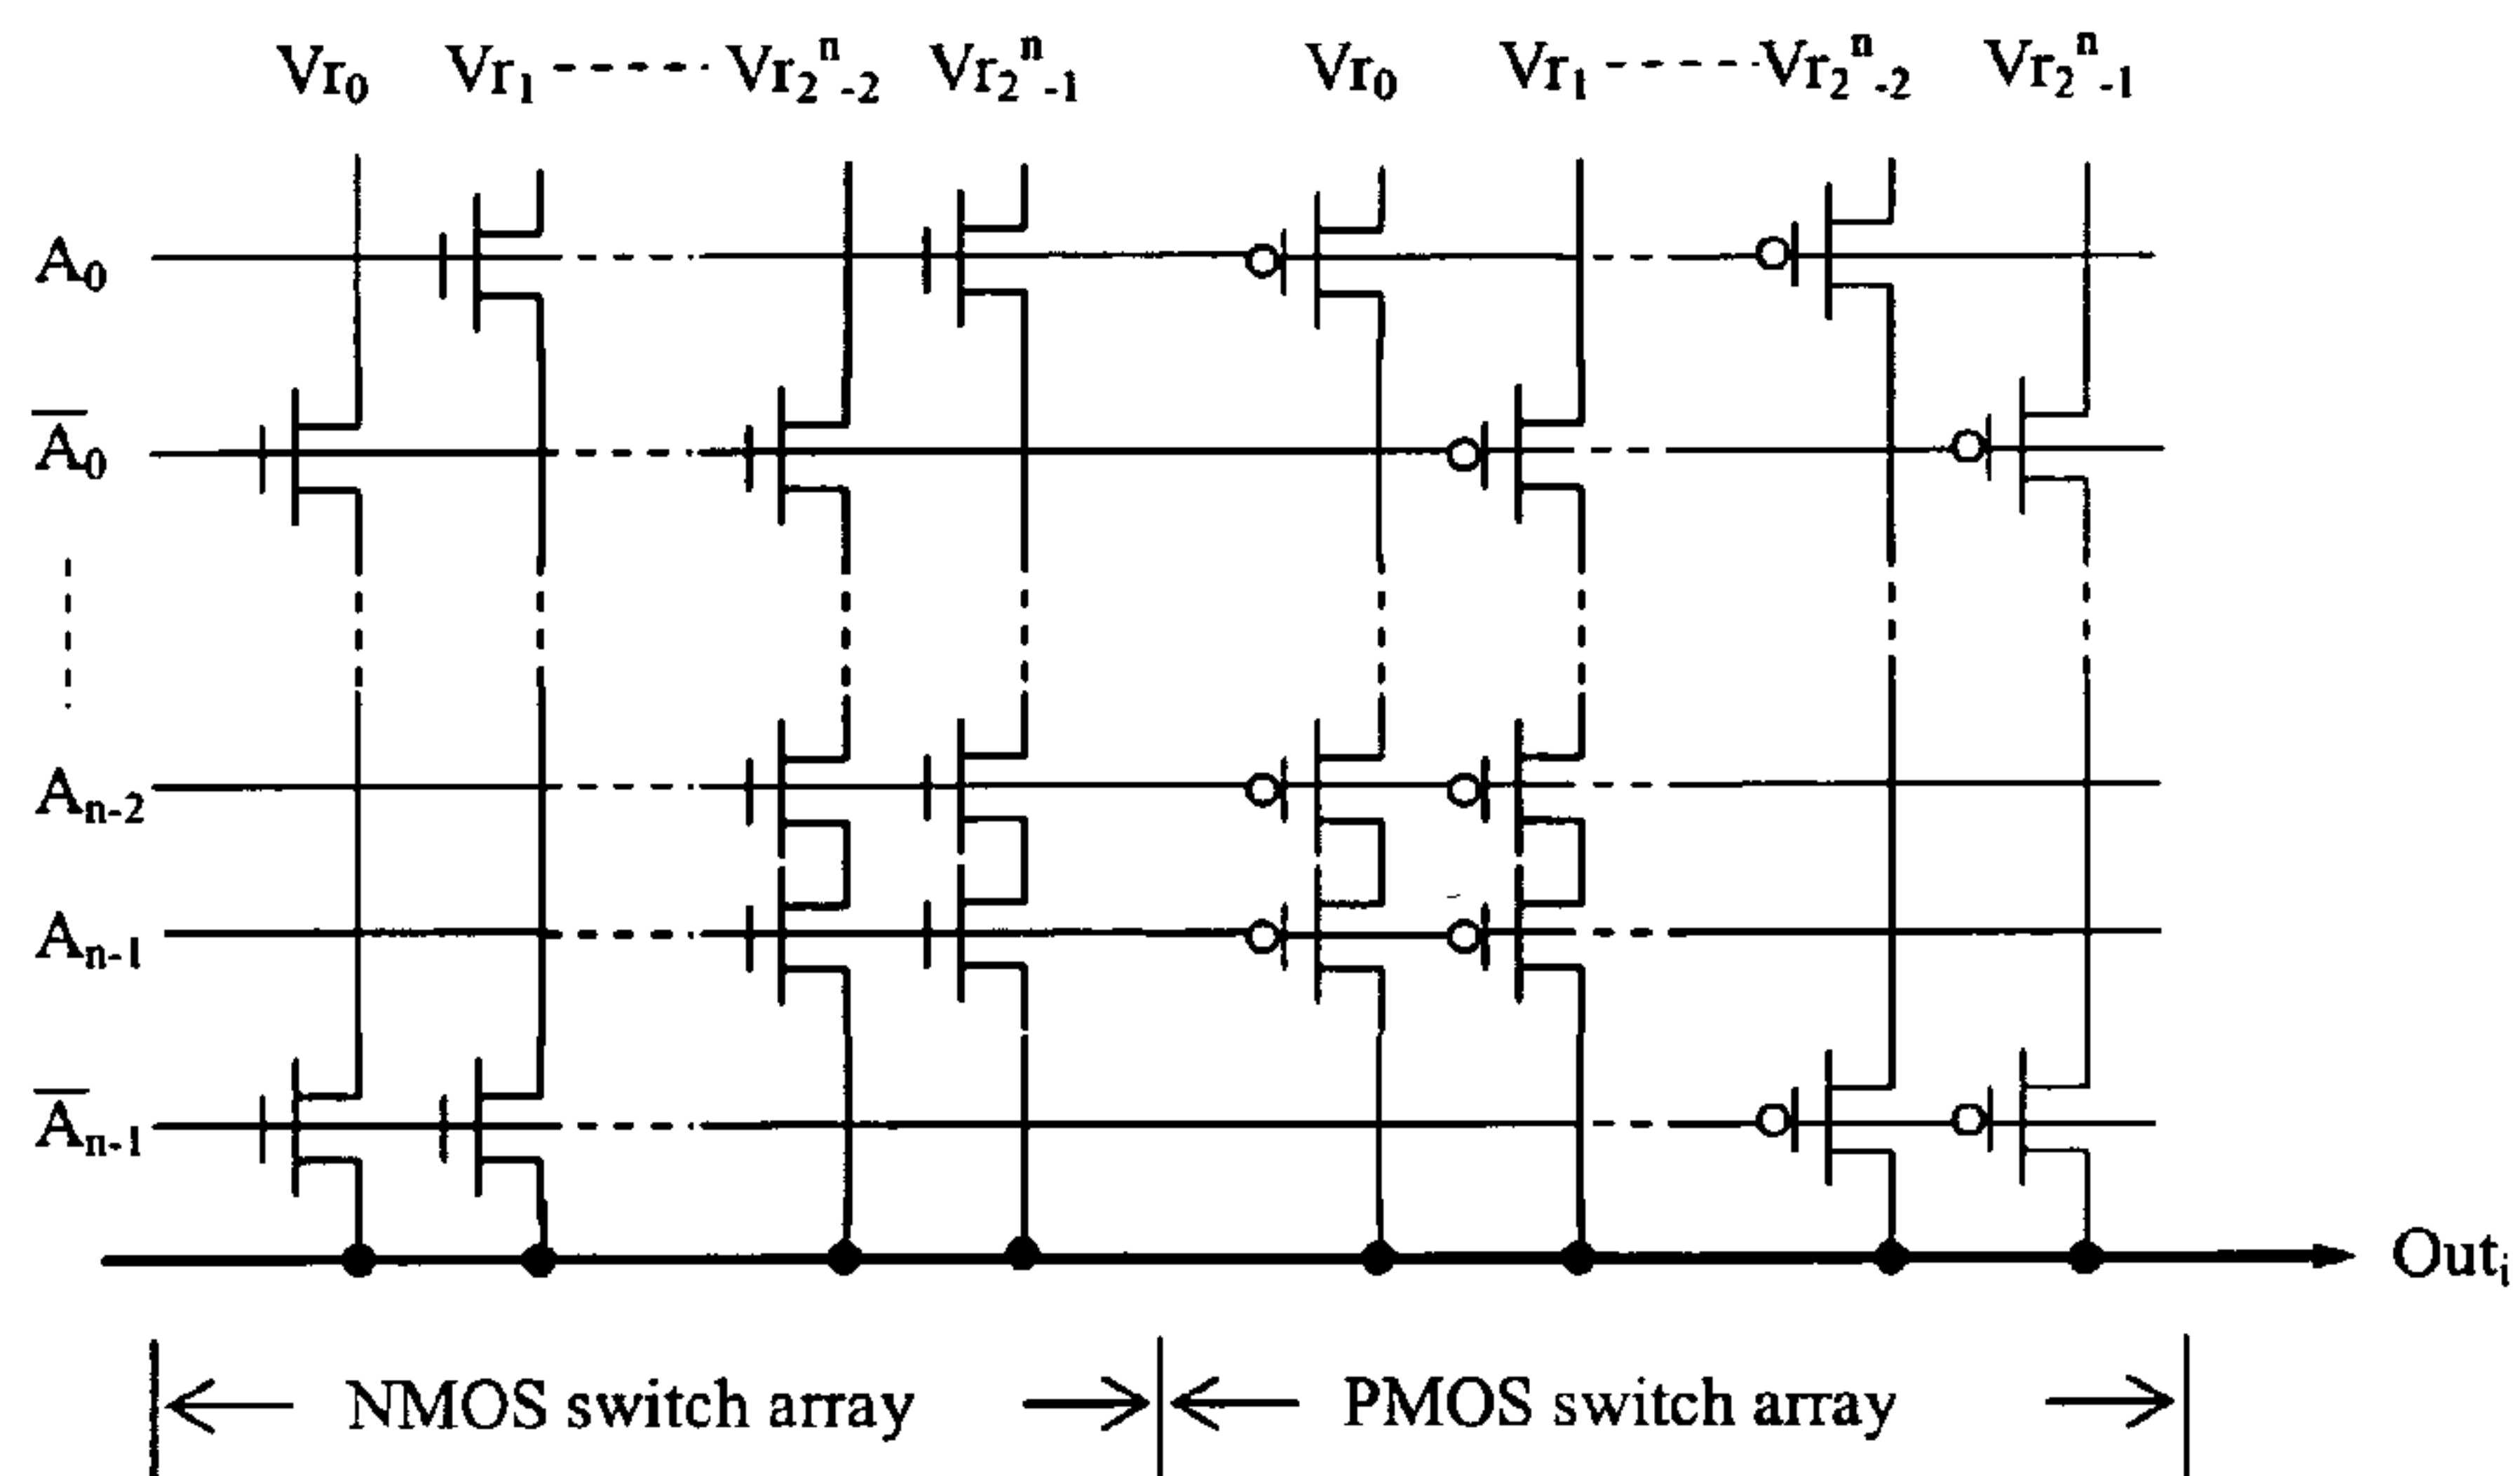 Vr₀ Vr₁ ----- Vr₂ⁿ₋₂ Vr₂ⁿ₋₁ Vr₀ Vr₁ ----- Vr₂ⁿ₋₂ Vr₂ⁿ₋₁
A₀
A̅₀
Aₙ₋₂
Aₙ₋₁
A̅ₙ₋₁
Outᵢ
NMOS switch array PMOS switch array